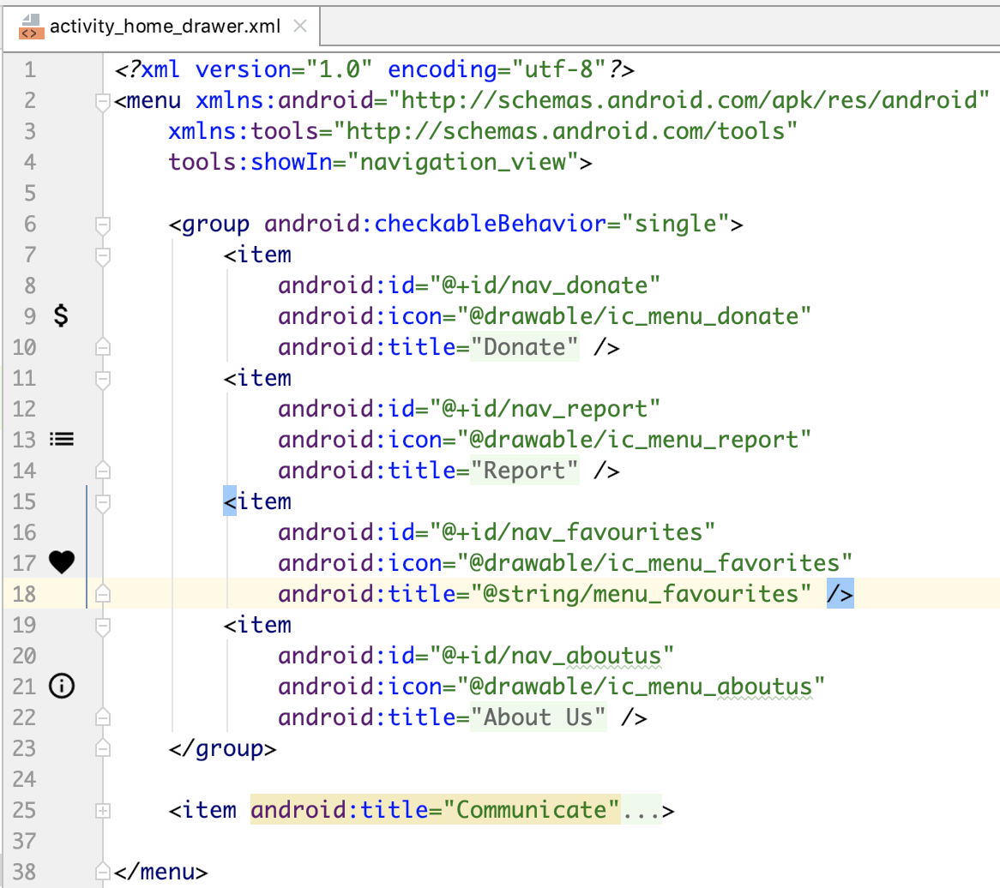 activity_home_drawer.xml
1 <?xml version="1.0" encoding="utf-8"?>
2 <menu xmlns:android="http://schemas.android.com/apk/res/android"
3     xmlns:tools="http://schemas.android.com/tools"
4     tools:showIn="navigation_view">
5
6     <group android:checkableBehavior="single">
7         <item
8             android:id="@+id/nav_donate"
9 $             android:icon="@drawable/ic_menu_donate"
10             android:title="Donate" />
11         <item
12             android:id="@+id/nav_report"
13             android:icon="@drawable/ic_menu_report"
14             android:title="Report" />
15         <item
16             android:id="@+id/nav_favourites"
17             android:icon="@drawable/ic_menu_favorites"
18             android:title="@string/menu_favourites" />
19         <item
20             android:id="@+id/nav_aboutus"
21             android:icon="@drawable/ic_menu_aboutus"
22             android:title="About Us" />
23     </group>
24
25     <item android:title="Communicate"...>
37
38 </menu>